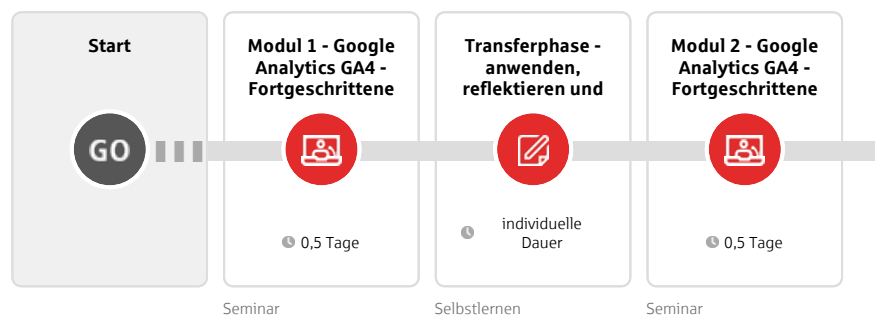 Start
GO
Modul 1 - Google
Analytics GA4 -
Fortgeschrittene
0,5 Tage
Seminar
Transferphase -
anwenden,
reflektieren und
individuelle
Dauer
Selbstlernen
Modul 2 - Google
Analytics GA4 -
Fortgeschrittene
0,5 Tage
Seminar